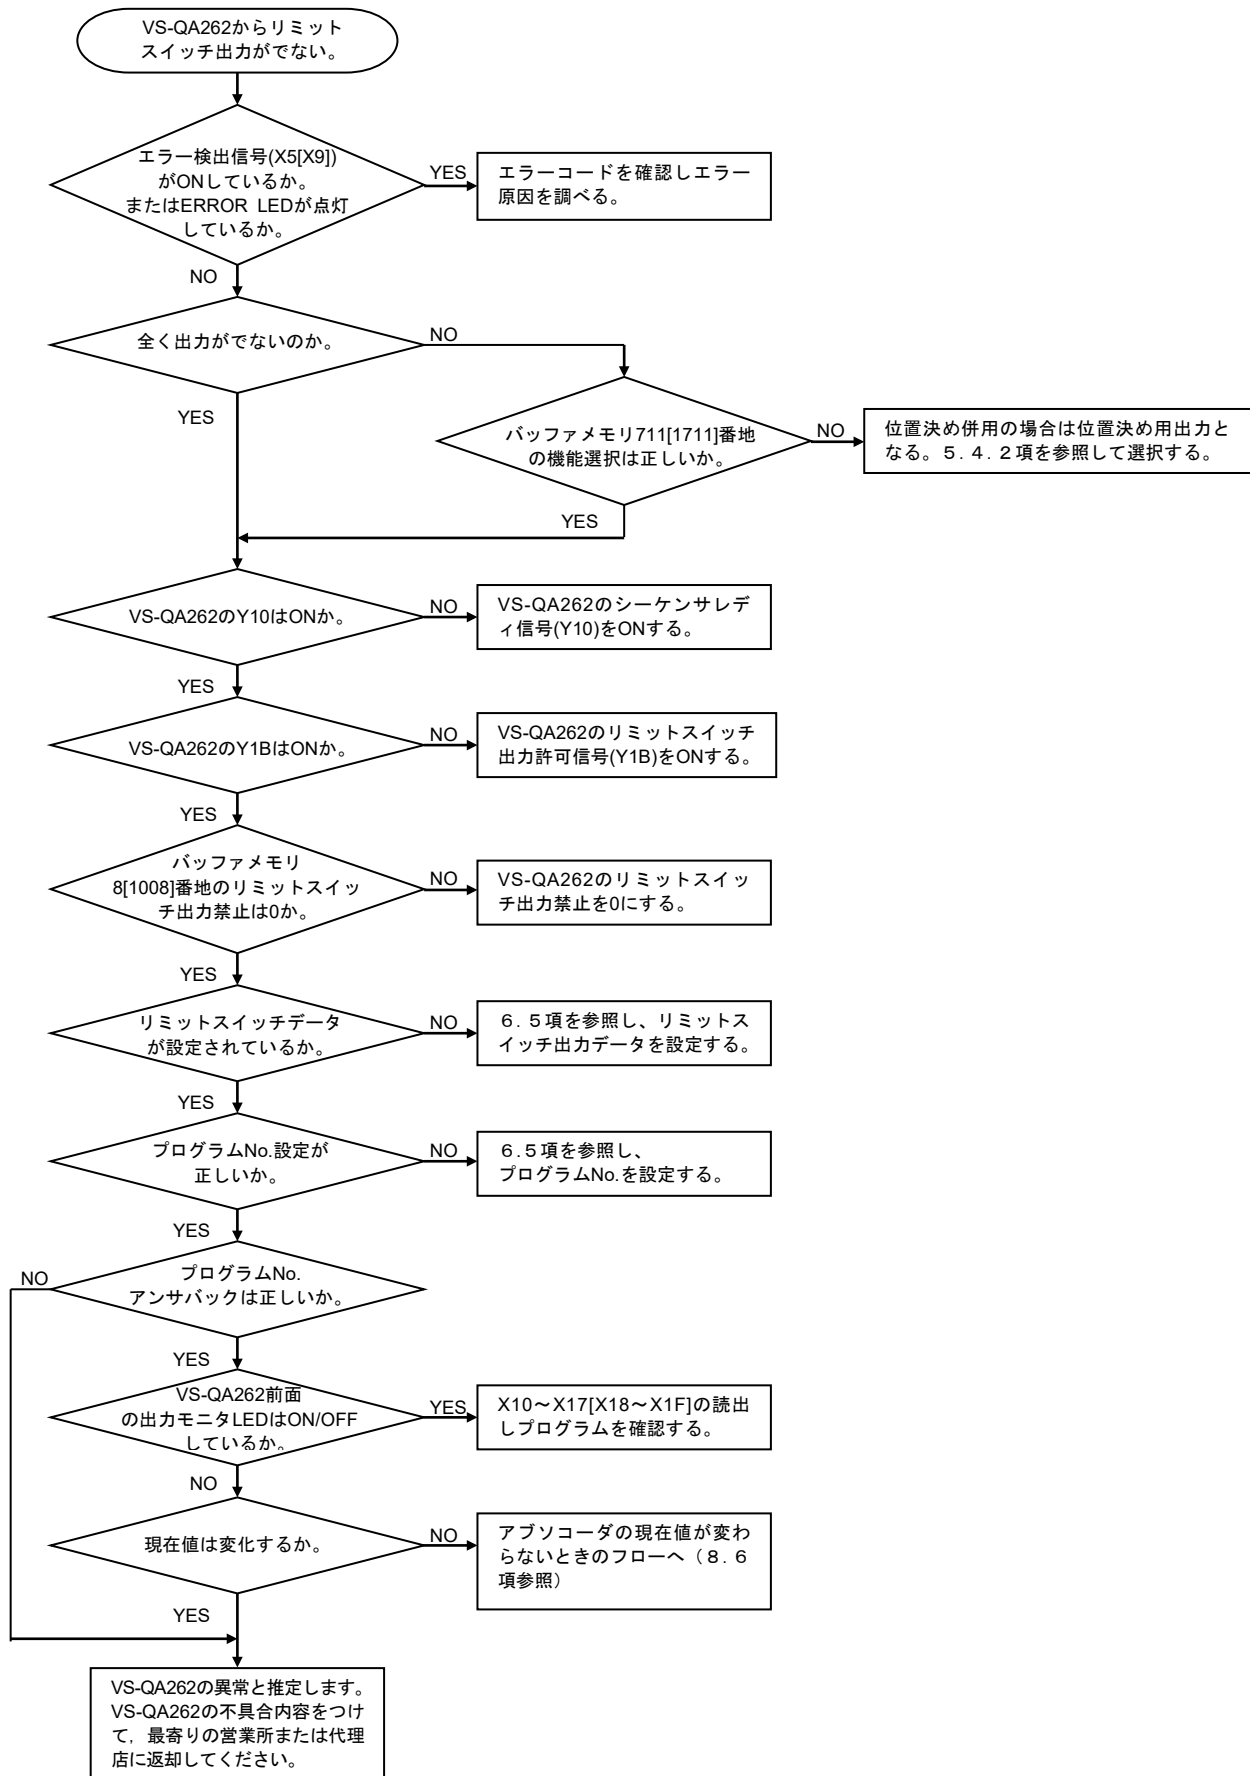 VS-QA262からリミット
スイッチ出力がでない。
エラー検出信号(X5[X9])
がONしているか。
またはERROR LEDが点灯
しているか。
YES
エラーコードを確認しエラー
原因を調べる。
NO
全く出力がでないのか。
NO
YES
バッファメモリ711[1711]番地
の機能選択は正しいか。
NO
位置決め併用の場合は位置決め用出力と
なる。5.4.2項を参照して選択する。
YES
VS-QA262のY10はONか。
NO
VS-QA262のシーケンサレデ
ィ信号(Y10)をONする。
YES
VS-QA262のY1BはONか。
NO
VS-QA262のリミットスイッチ
出力許可信号(Y1B)をONする。
YES
バッファメモリ
8[1008]番地のリミットスイッ
チ出力禁止は0か。
NO
VS-QA262のリミットスイッ
チ出力禁止を0にする。
YES
リミットスイッチデータ
が設定されているか。
NO
6.5項を参照し、リミットス
イッチ出力データを設定する。
YES
プログラムNo.設定が
正しいか。
NO
6.5項を参照し、
プログラムNo.を設定する。
YES
プログラムNo.
アンサバックは正しいか。
NO
YES
VS-QA262前面
の出力モニタLEDはON/OFF
しているか。
YES
X10～X17[X18～X1F]の読出
しプログラムを確認する。
NO
現在値は変化するか。
NO
アブソコーダの現在値が変わ
らないときのフローへ（8.6
項参照）
YES
VS-QA262の異常と推定します。
VS-QA262の不具合内容をつけ
て，最寄りの営業所または代理
店に返却してください。